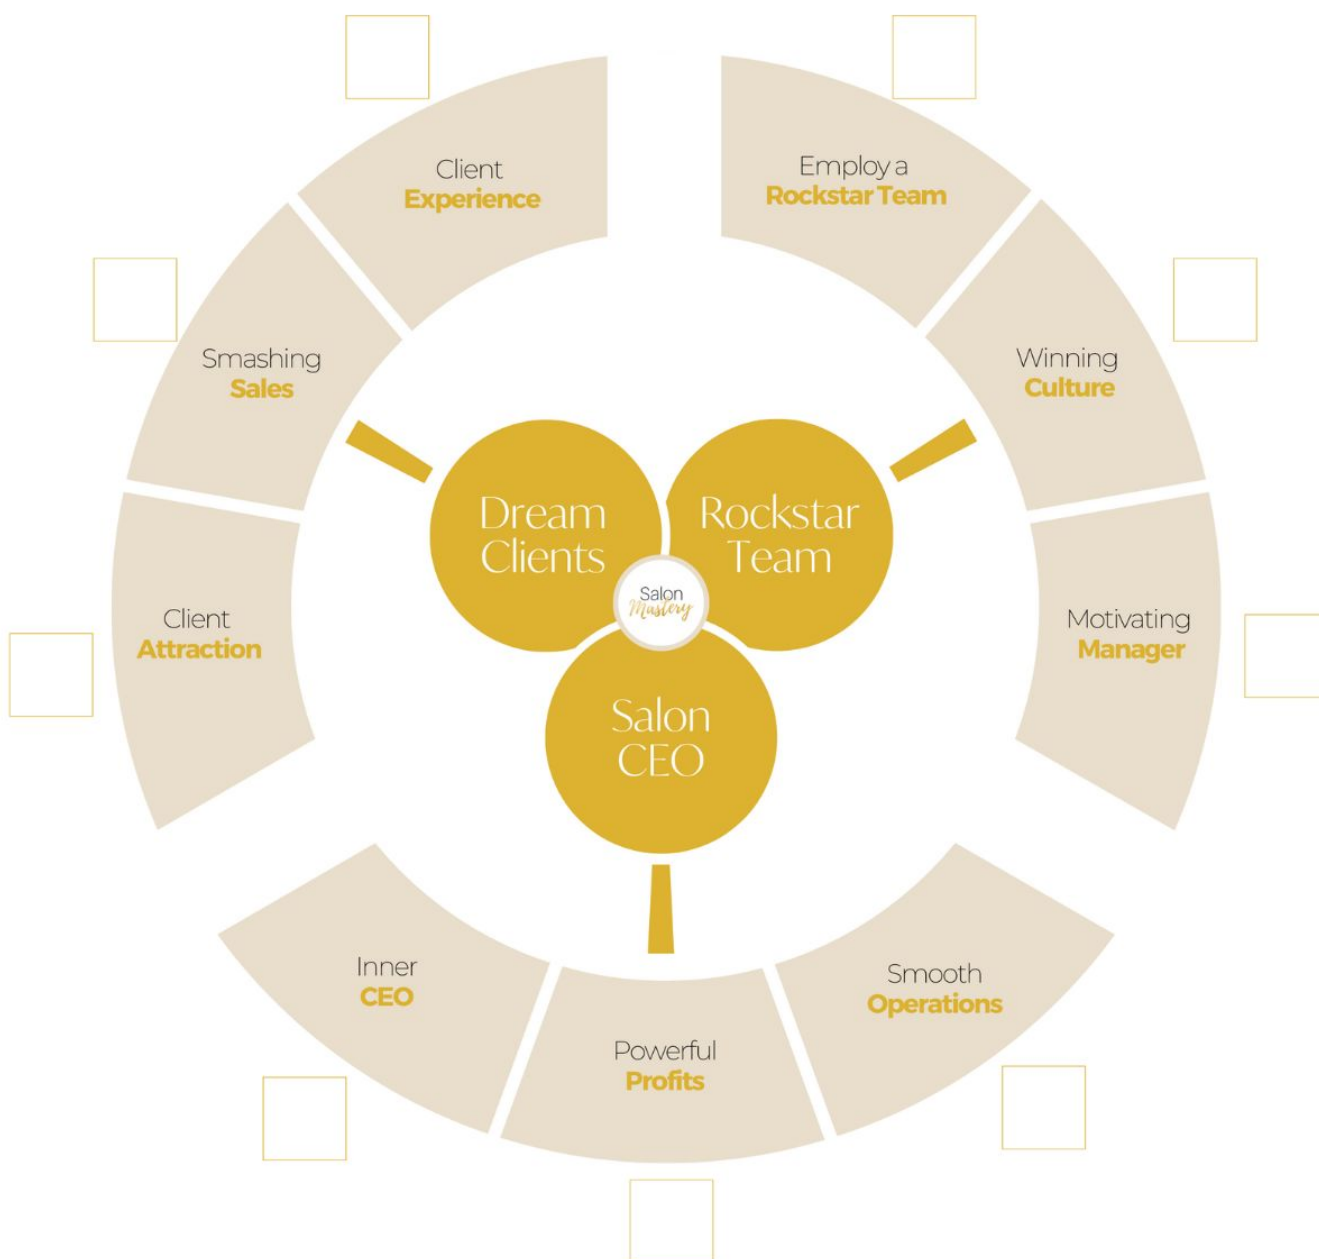 Client
Experience
Employ a
Rockstar Team
Smashing
Sales
Winning
Culture
Dream
Clients
Rockstar
Team
Salon
Mastery
Client
Attraction
Motivating
Manager
Salon
CEO
Inner
CEO
Smooth
Operations
Powerful
Profits